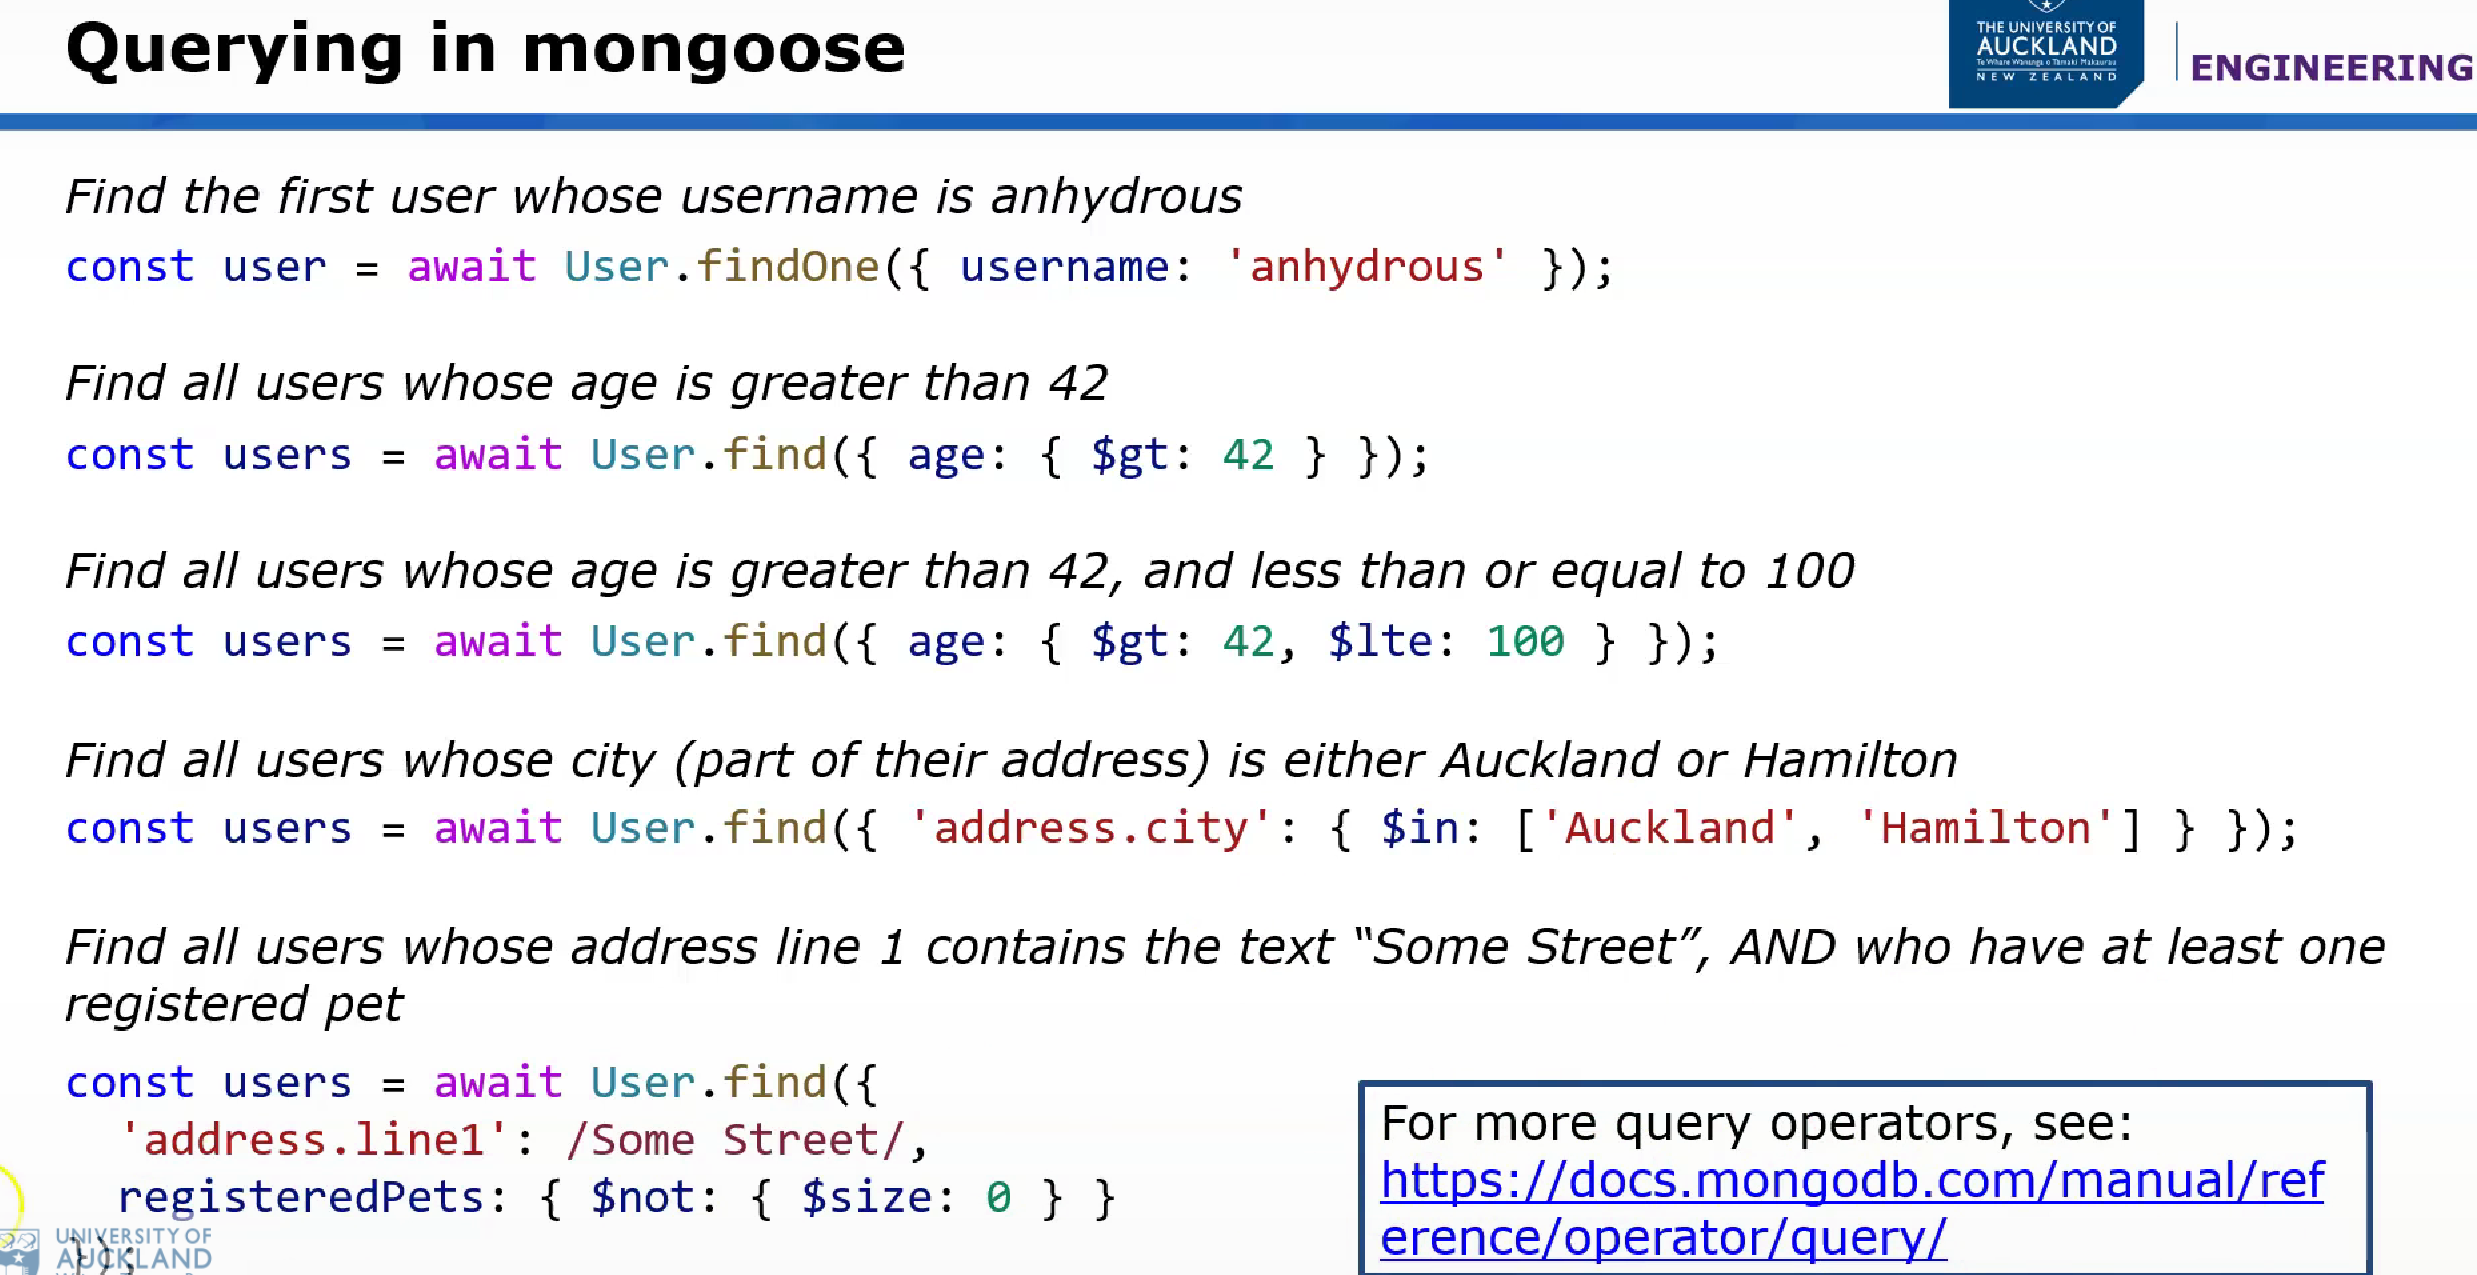 Querying in mongoose
THE UNIVERSITY OF
AUCKLAND
Te Whare Wānanga o Tāmaki Makaurau
NEW ZEALAND
ENGINEERING
Find the first user whose username is anhydrous
const user = await User.findOne({ username: 'anhydrous' });
Find all users whose age is greater than 42
const users = await User.find({ age: { $gt: 42 } });
Find all users whose age is greater than 42, and less than or equal to 100
const users = await User.find({ age: { $gt: 42, $lte: 100 } });
Find all users whose city (part of their address) is either Auckland or Hamilton
const users = await User.find({ 'address.city': { $in: ['Auckland', 'Hamilton'] } });
Find all users whose address line 1 contains the text “Some Street”, AND who have at least one
registered pet
const users = await User.find({
'address.line1': /Some Street/,
registeredPets: { $not: { $size: 0 } }
});
For more query operators, see:
https://docs.mongodb.com/manual/ref
erence/operator/query/
UNIVERSITY OF
AUCKLAND